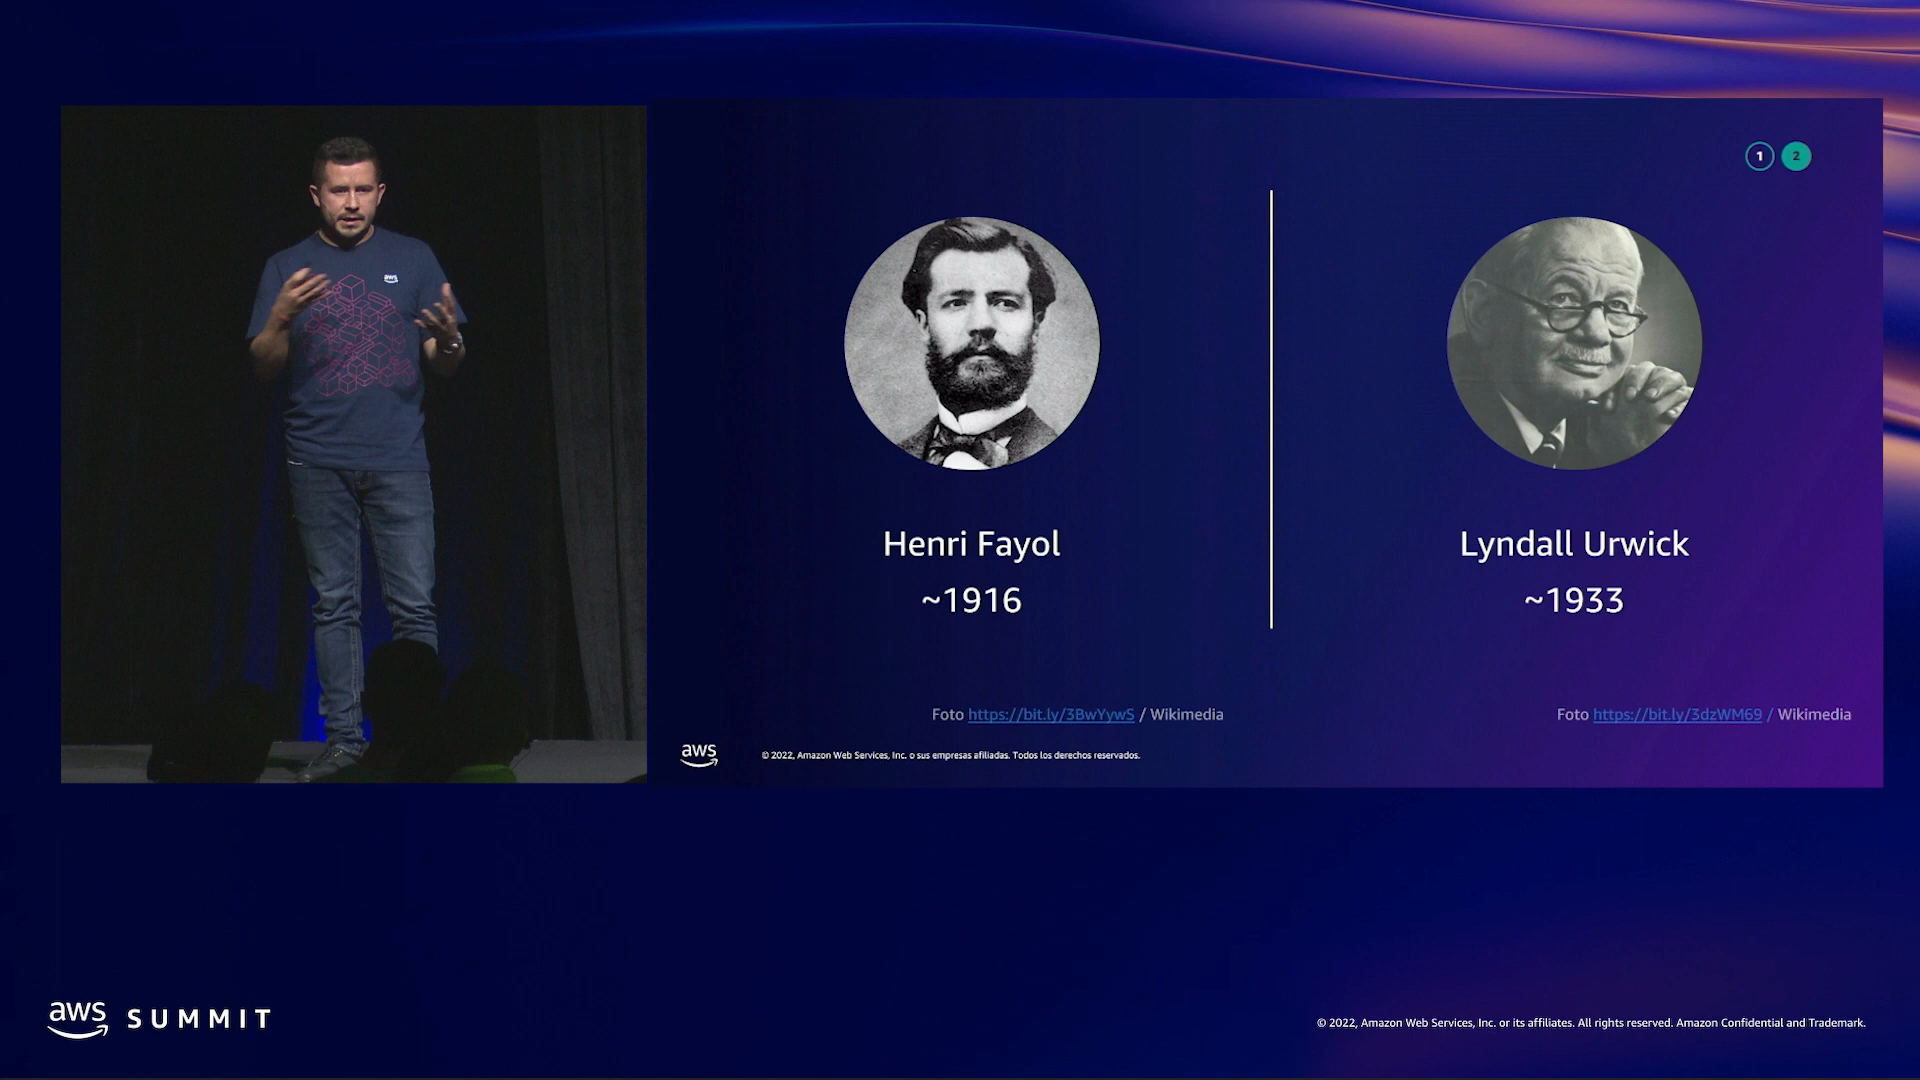 aws
1 2
Henri Fayol
~1916
Lyndall Urwick
~1933
Foto https://bit.ly/3BwYywS / Wikimedia
Foto https://bit.ly/3dzWM69 / Wikimedia
aws
© 2022, Amazon Web Services, Inc. o sus empresas afiliadas. Todos los derechos reservados.
aws SUMMIT
© 2022, Amazon Web Services, Inc. or its affiliates. All rights reserved. Amazon Confidential and Trademark.